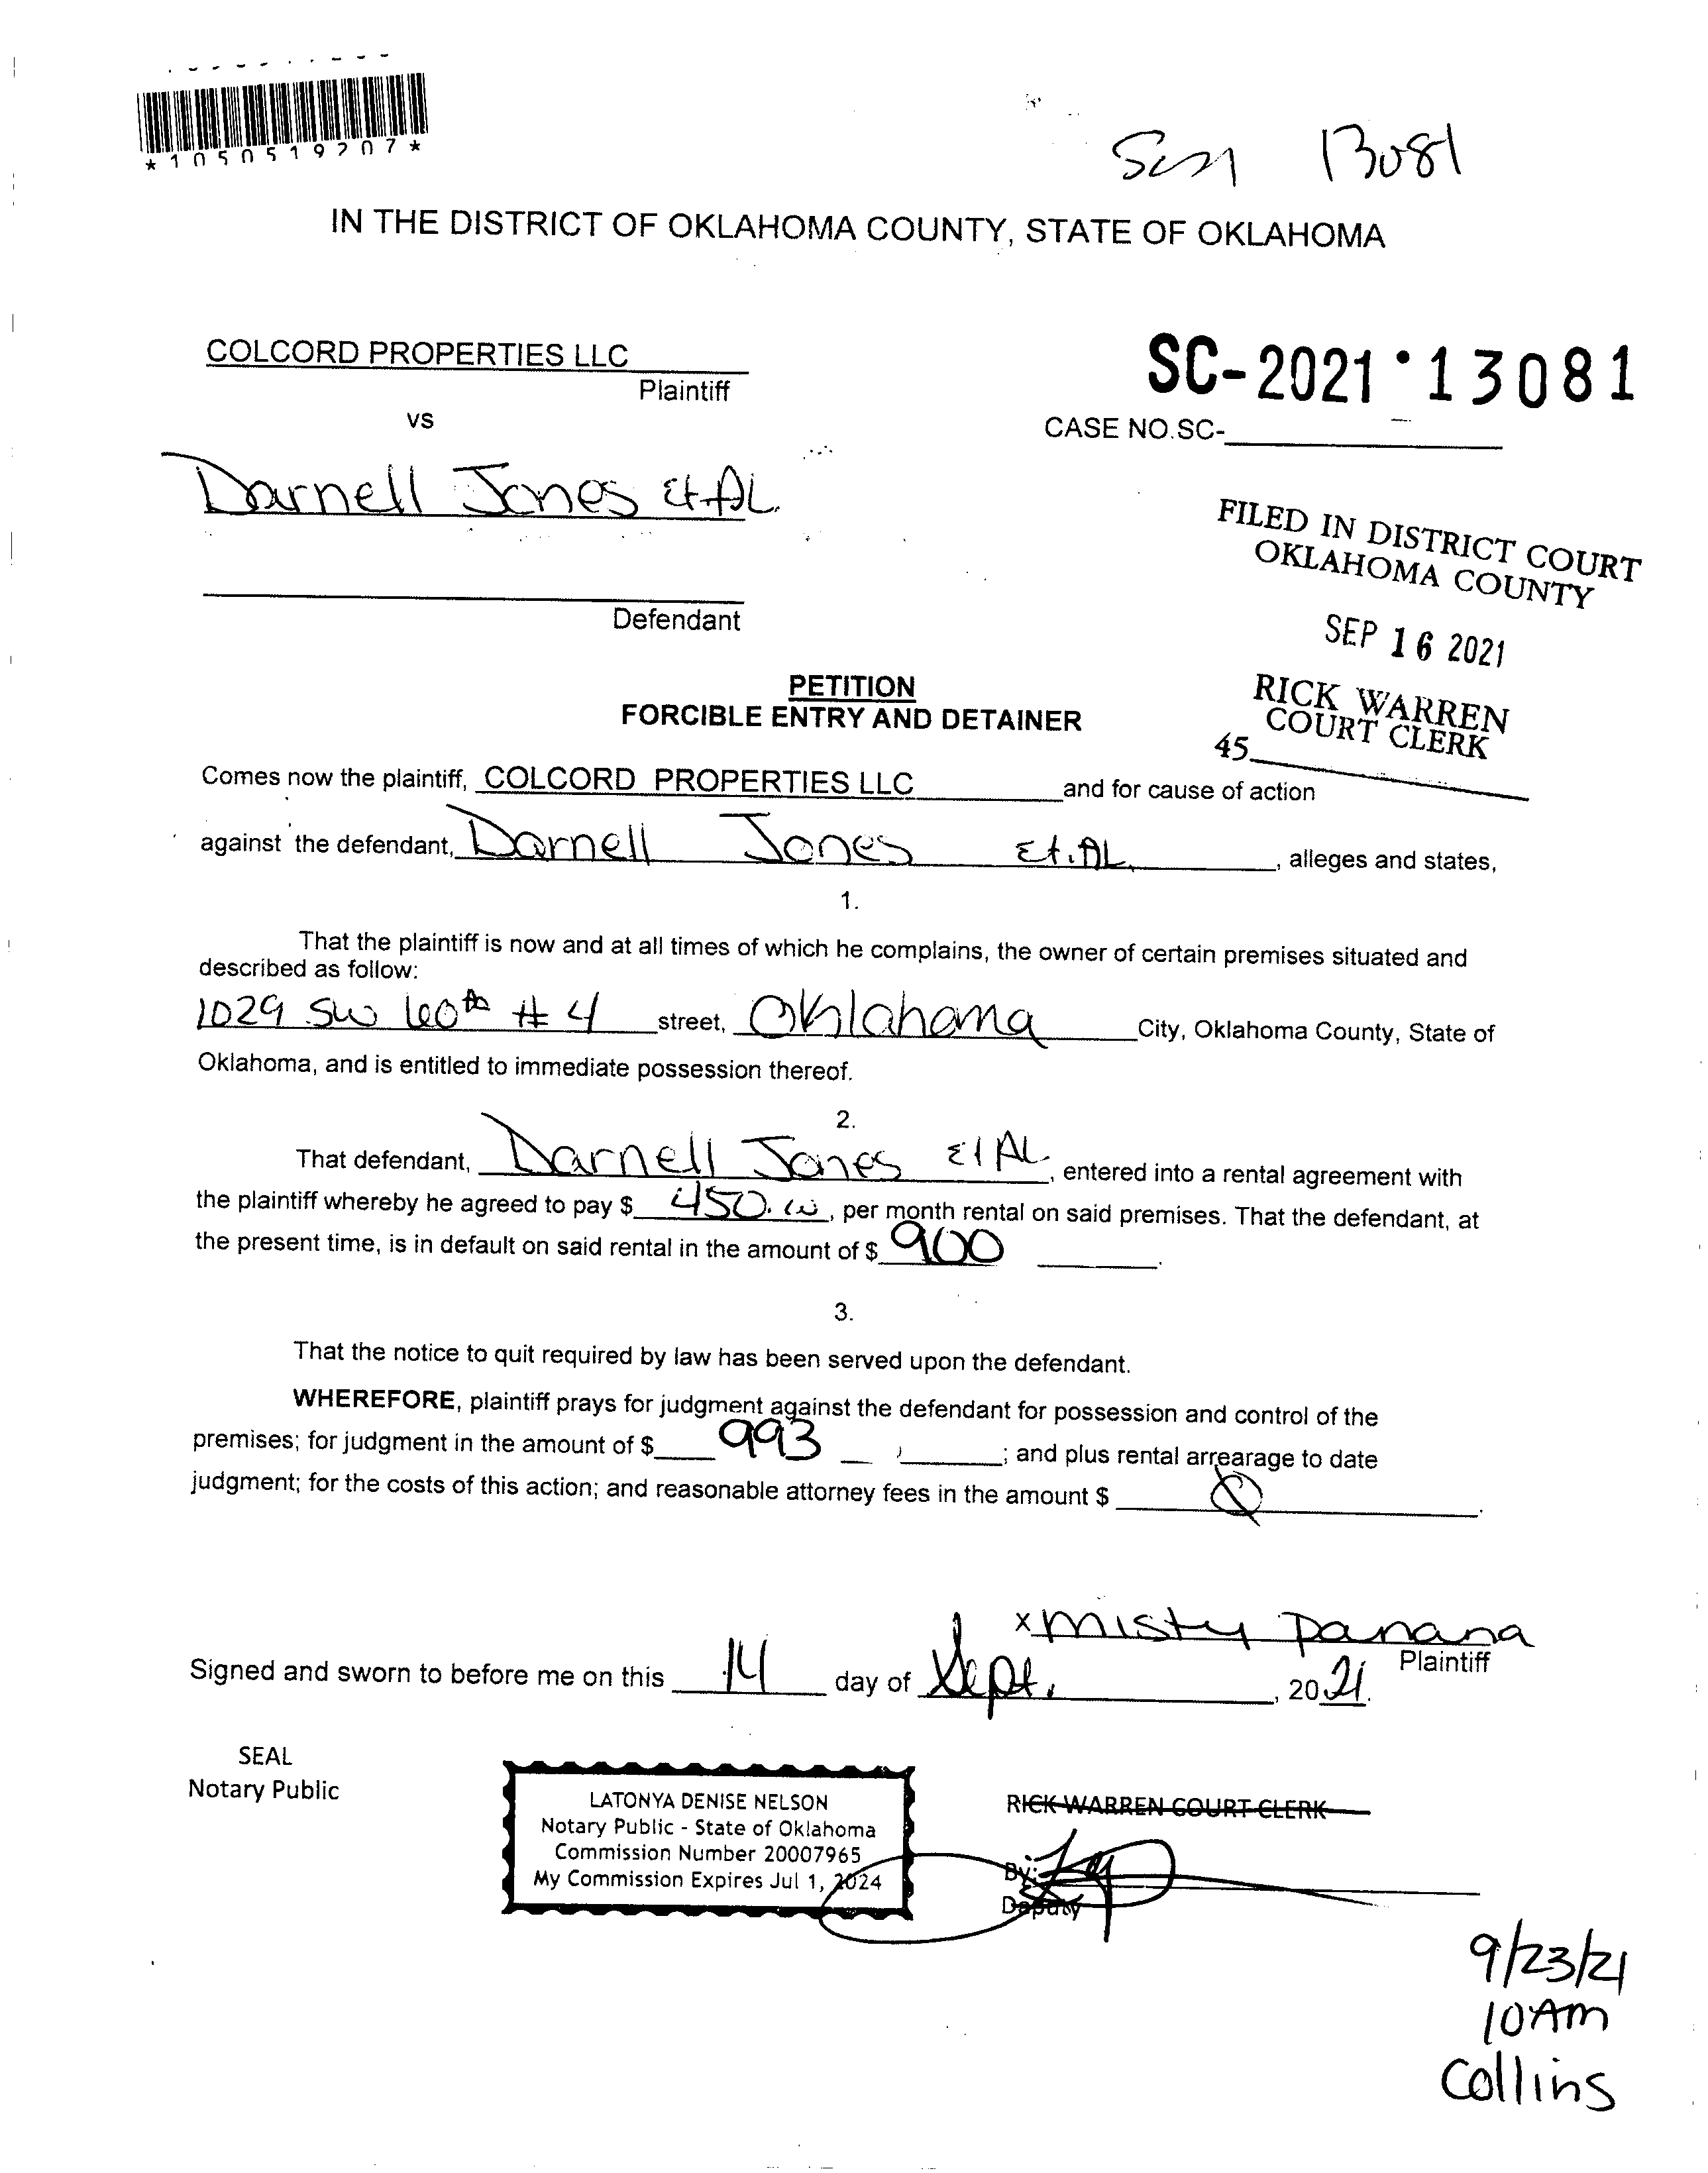 *1050519207*
13081
IN THE DISTRICT OF OKLAHOMA COUNTY, STATE OF OKLAHOMA
COLCORD PROPERTIES LLC
Plaintiff
vs
SC-2021·13081
CASE NO.SC-
Darnell Jones Et AL.
FILED IN DISTRICT COURT
OKLAHOMA COUNTY
Defendant
SEP 16 2021
PETITION
FORCIBLE ENTRY AND DETAINER
RICK WARREN
COURT CLERK
45
Comes now the plaintiff, COLCORD PROPERTIES LLC and for cause of action
against the defendant, Darnell Jones Et.AL, alleges and states,
1.
That the plaintiff is now and at all times of which he complains, the owner of certain premises situated and
described as follow:
1029 SW 60th # 4 street, Oklahoma City, Oklahoma County, State of
Oklahoma, and is entitled to immediate possession thereof.
2.
That defendant, Darnell Jones Et AL, entered into a rental agreement with
the plaintiff whereby he agreed to pay $ 450.00, per month rental on said premises. That the defendant, at
the present time, is in default on said rental in the amount of $ 900 .
3.
That the notice to quit required by law has been served upon the defendant.
WHEREFORE, plaintiff prays for judgment against the defendant for possession and control of the
premises; for judgment in the amount of $ 993 ; and plus rental arrearage to date
judgment; for the costs of this action; and reasonable attorney fees in the amount $ 0.
x Misty Panana
Plaintiff
Signed and sworn to before me on this 14 day of Sept., 2021.
SEAL
Notary Public
LATONYA DENISE NELSON
Notary Public - State of Oklahoma
Commission Number 20007965
My Commission Expires Jul 1, 2024
RICK WARREN COURT CLERK
By:
Deputy
9/23/21
10AM
Collins